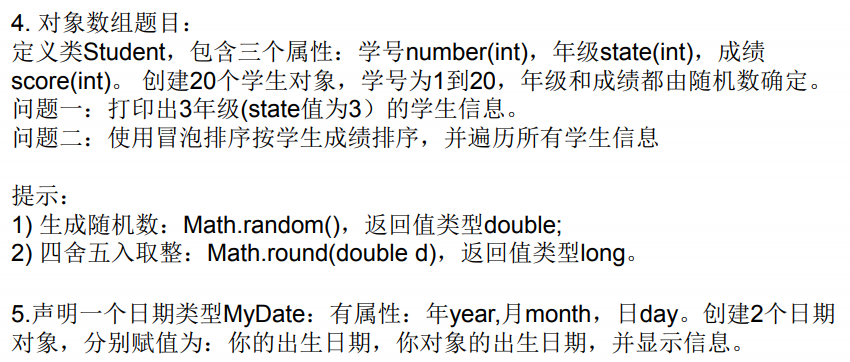 4. 对象数组题目：
定义类Student，包含三个属性：学号number(int)，年级state(int)，成绩
score(int)。 创建20个学生对象，学号为1到20，年级和成绩都由随机数确定。
问题一：打印出3年级(state值为3）的学生信息。
问题二：使用冒泡排序按学生成绩排序，并遍历所有学生信息
提示：
1) 生成随机数：Math.random()，返回值类型double;
2) 四舍五入取整：Math.round(double d)，返回值类型long。
5.声明一个日期类型MyDate：有属性：年year,月month，日day。创建2个日期
对象，分别赋值为：你的出生日期，你对象的出生日期，并显示信息。